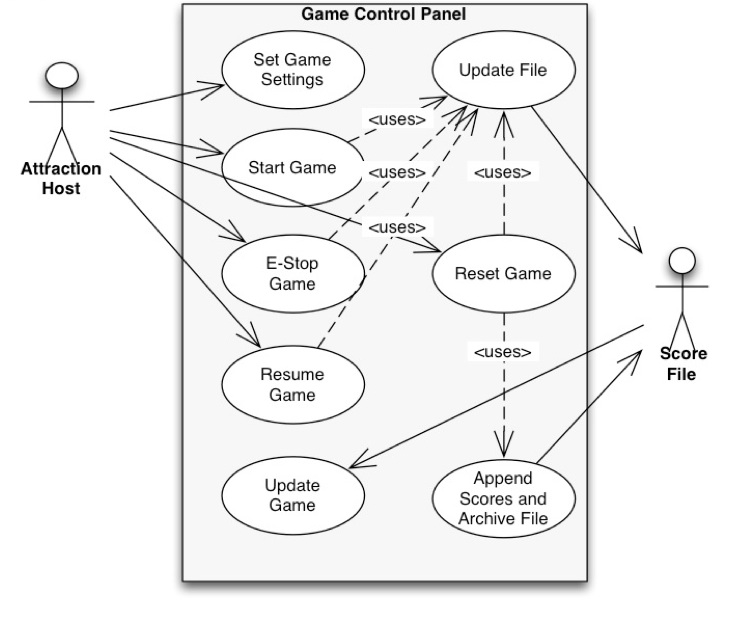 Game Control Panel
Set Game
Settings
Update File
<uses>
Start Game
<uses>
<uses>
Attraction
Host
<uses>
E-Stop
Game
Reset Game
<uses>
Score
File
Resume
Game
Update
Game
Append
Scores and
Archive File